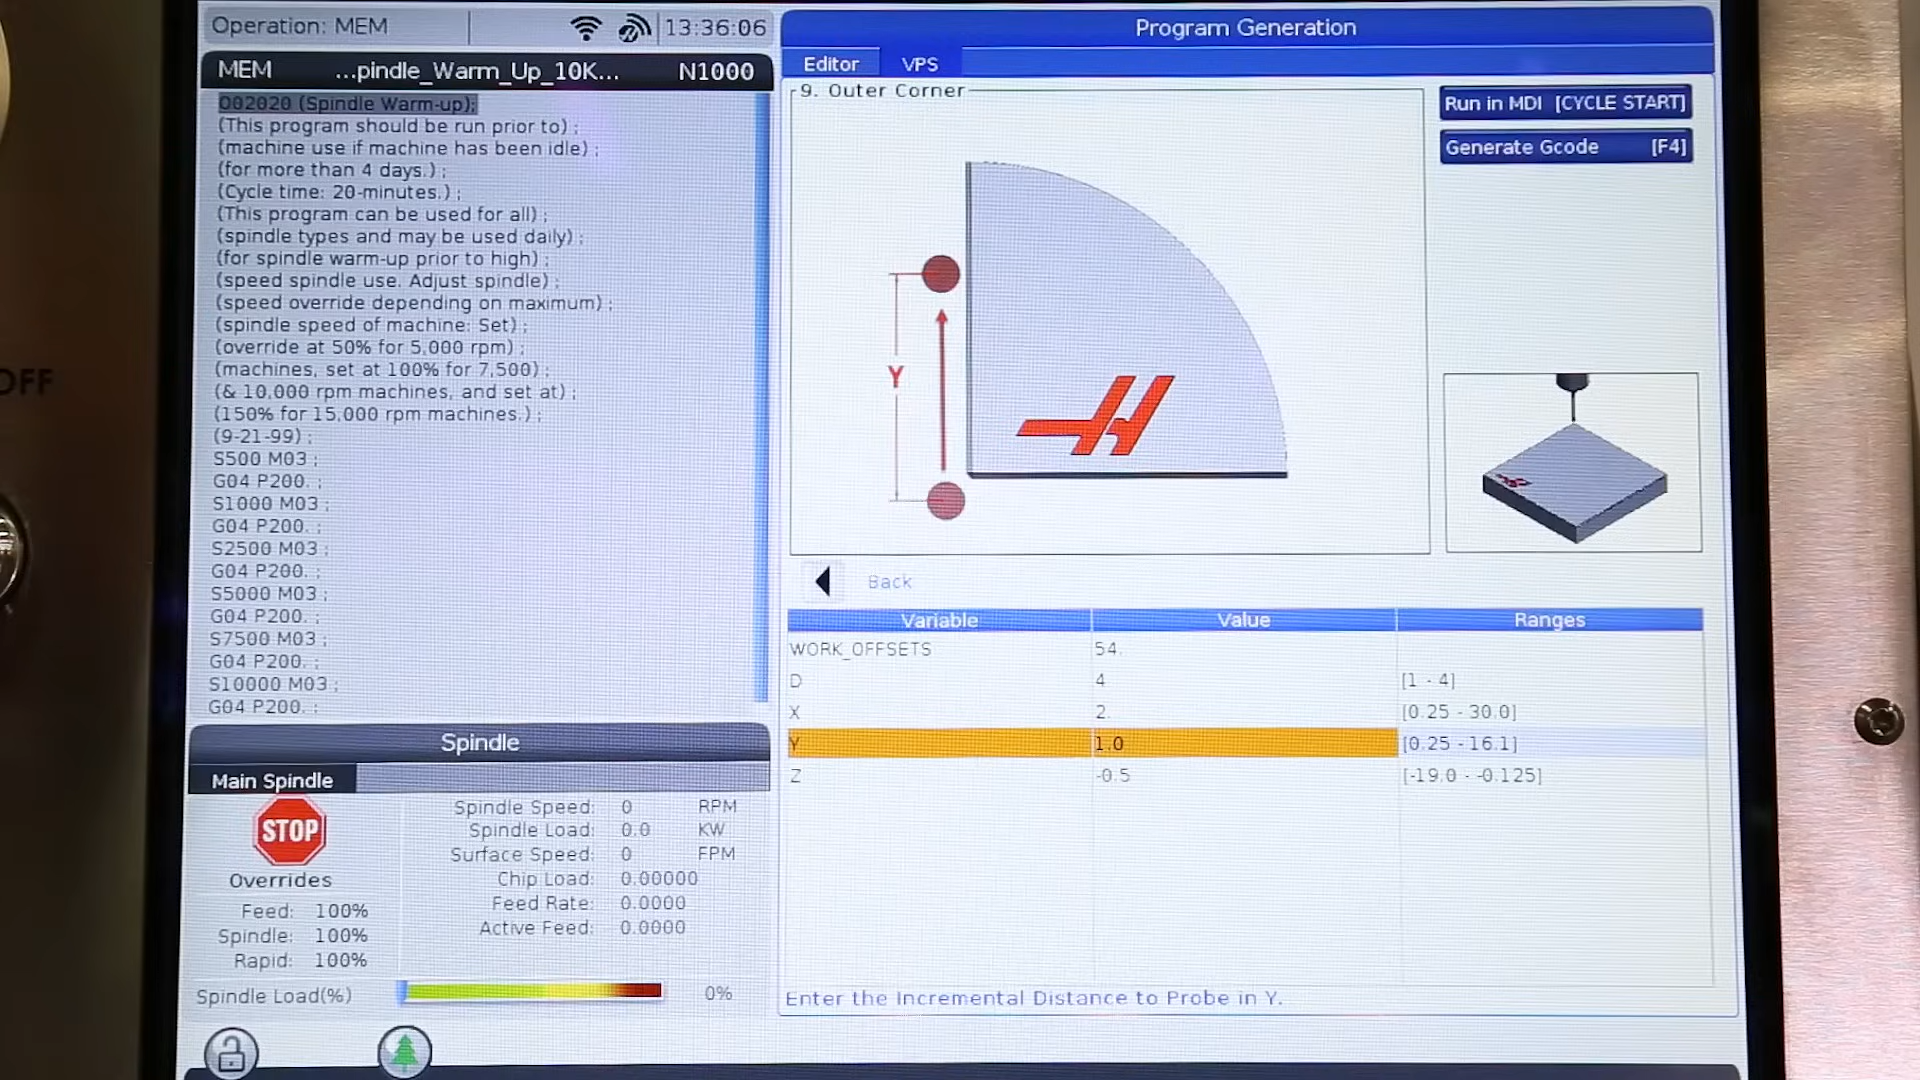 Operation: MEM
13:36:06
MEM ...pindle_Warm_Up_10K... N1000
O02020 (Spindle Warm-up);
(This program should be run prior to) ;
(machine use if machine has been idle) ;
(for more than 4 days.) ;
(Cycle time: 20-minutes.) ;
(This program can be used for all) ;
(spindle types and may be used daily) ;
(for spindle warm-up prior to high) ;
(speed spindle use. Adjust spindle) ;
(speed override depending on maximum) ;
(spindle speed of machine: Set) ;
(override at 50% for 5,000 rpm) ;
(machines, set at 100% for 7,500) ;
(& 10,000 rpm machines, and set at) ;
(150% for 15,000 rpm machines.) ;
(9-21-99) ;
S500 M03 ;
G04 P200. ;
S1000 M03 ;
G04 P200. ;
S2500 M03 ;
G04 P200. ;
S5000 M03 ;
G04 P200. ;
S7500 M03 ;
G04 P200. ;
S10000 M03 ;
G04 P200. ;
Spindle
Main Spindle
STOP
Overrides
Feed: 100%
Spindle: 100%
Rapid: 100%
Spindle Speed: 0 RPM
Spindle Load: 0.0 KW
Surface Speed: 0 FPM
Chip Load: 0.00000
Feed Rate: 0.0000
Active Feed: 0.0000
Spindle Load(%) 0%
Program Generation
Editor VPS
9. Outer Corner
Y
Run in MDI [CYCLE START]
Generate Gcode [F4]
Back
Variable Value Ranges
WORK_OFFSETS 54.
D 4 [1 - 4]
X 2. [0.25 - 30.0]
Y 1.0 [0.25 - 16.1]
Z -0.5 [-19.0 - -0.125]
Enter the Incremental Distance to Probe in Y.
OFF